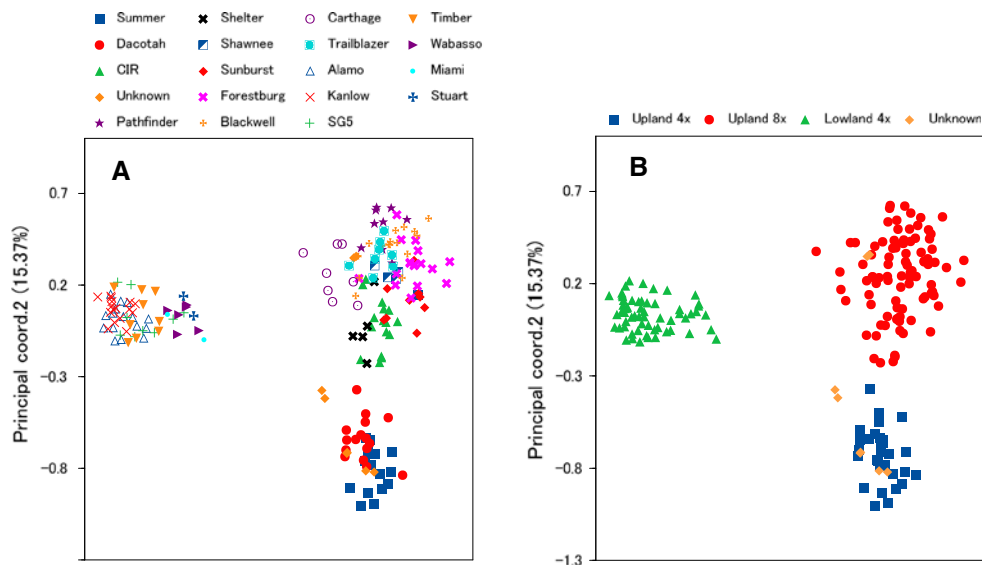 Summer Shelter Carthage Timber
Dacotah Shawnee Trailblazer Wabasso
CIR Sunburst Alamo Miami
Unknown Forestburg Kanlow Stuart
Pathfinder Blackwell SG5
A
Principal coord.2 (15.37%)
0.7
0.2
−0.3
−0.8
Upland 4x Upland 8x Lowland 4x Unknown
B
Principal coord.2 (15.37%)
0.7
0.2
−0.3
−0.8
−1.3